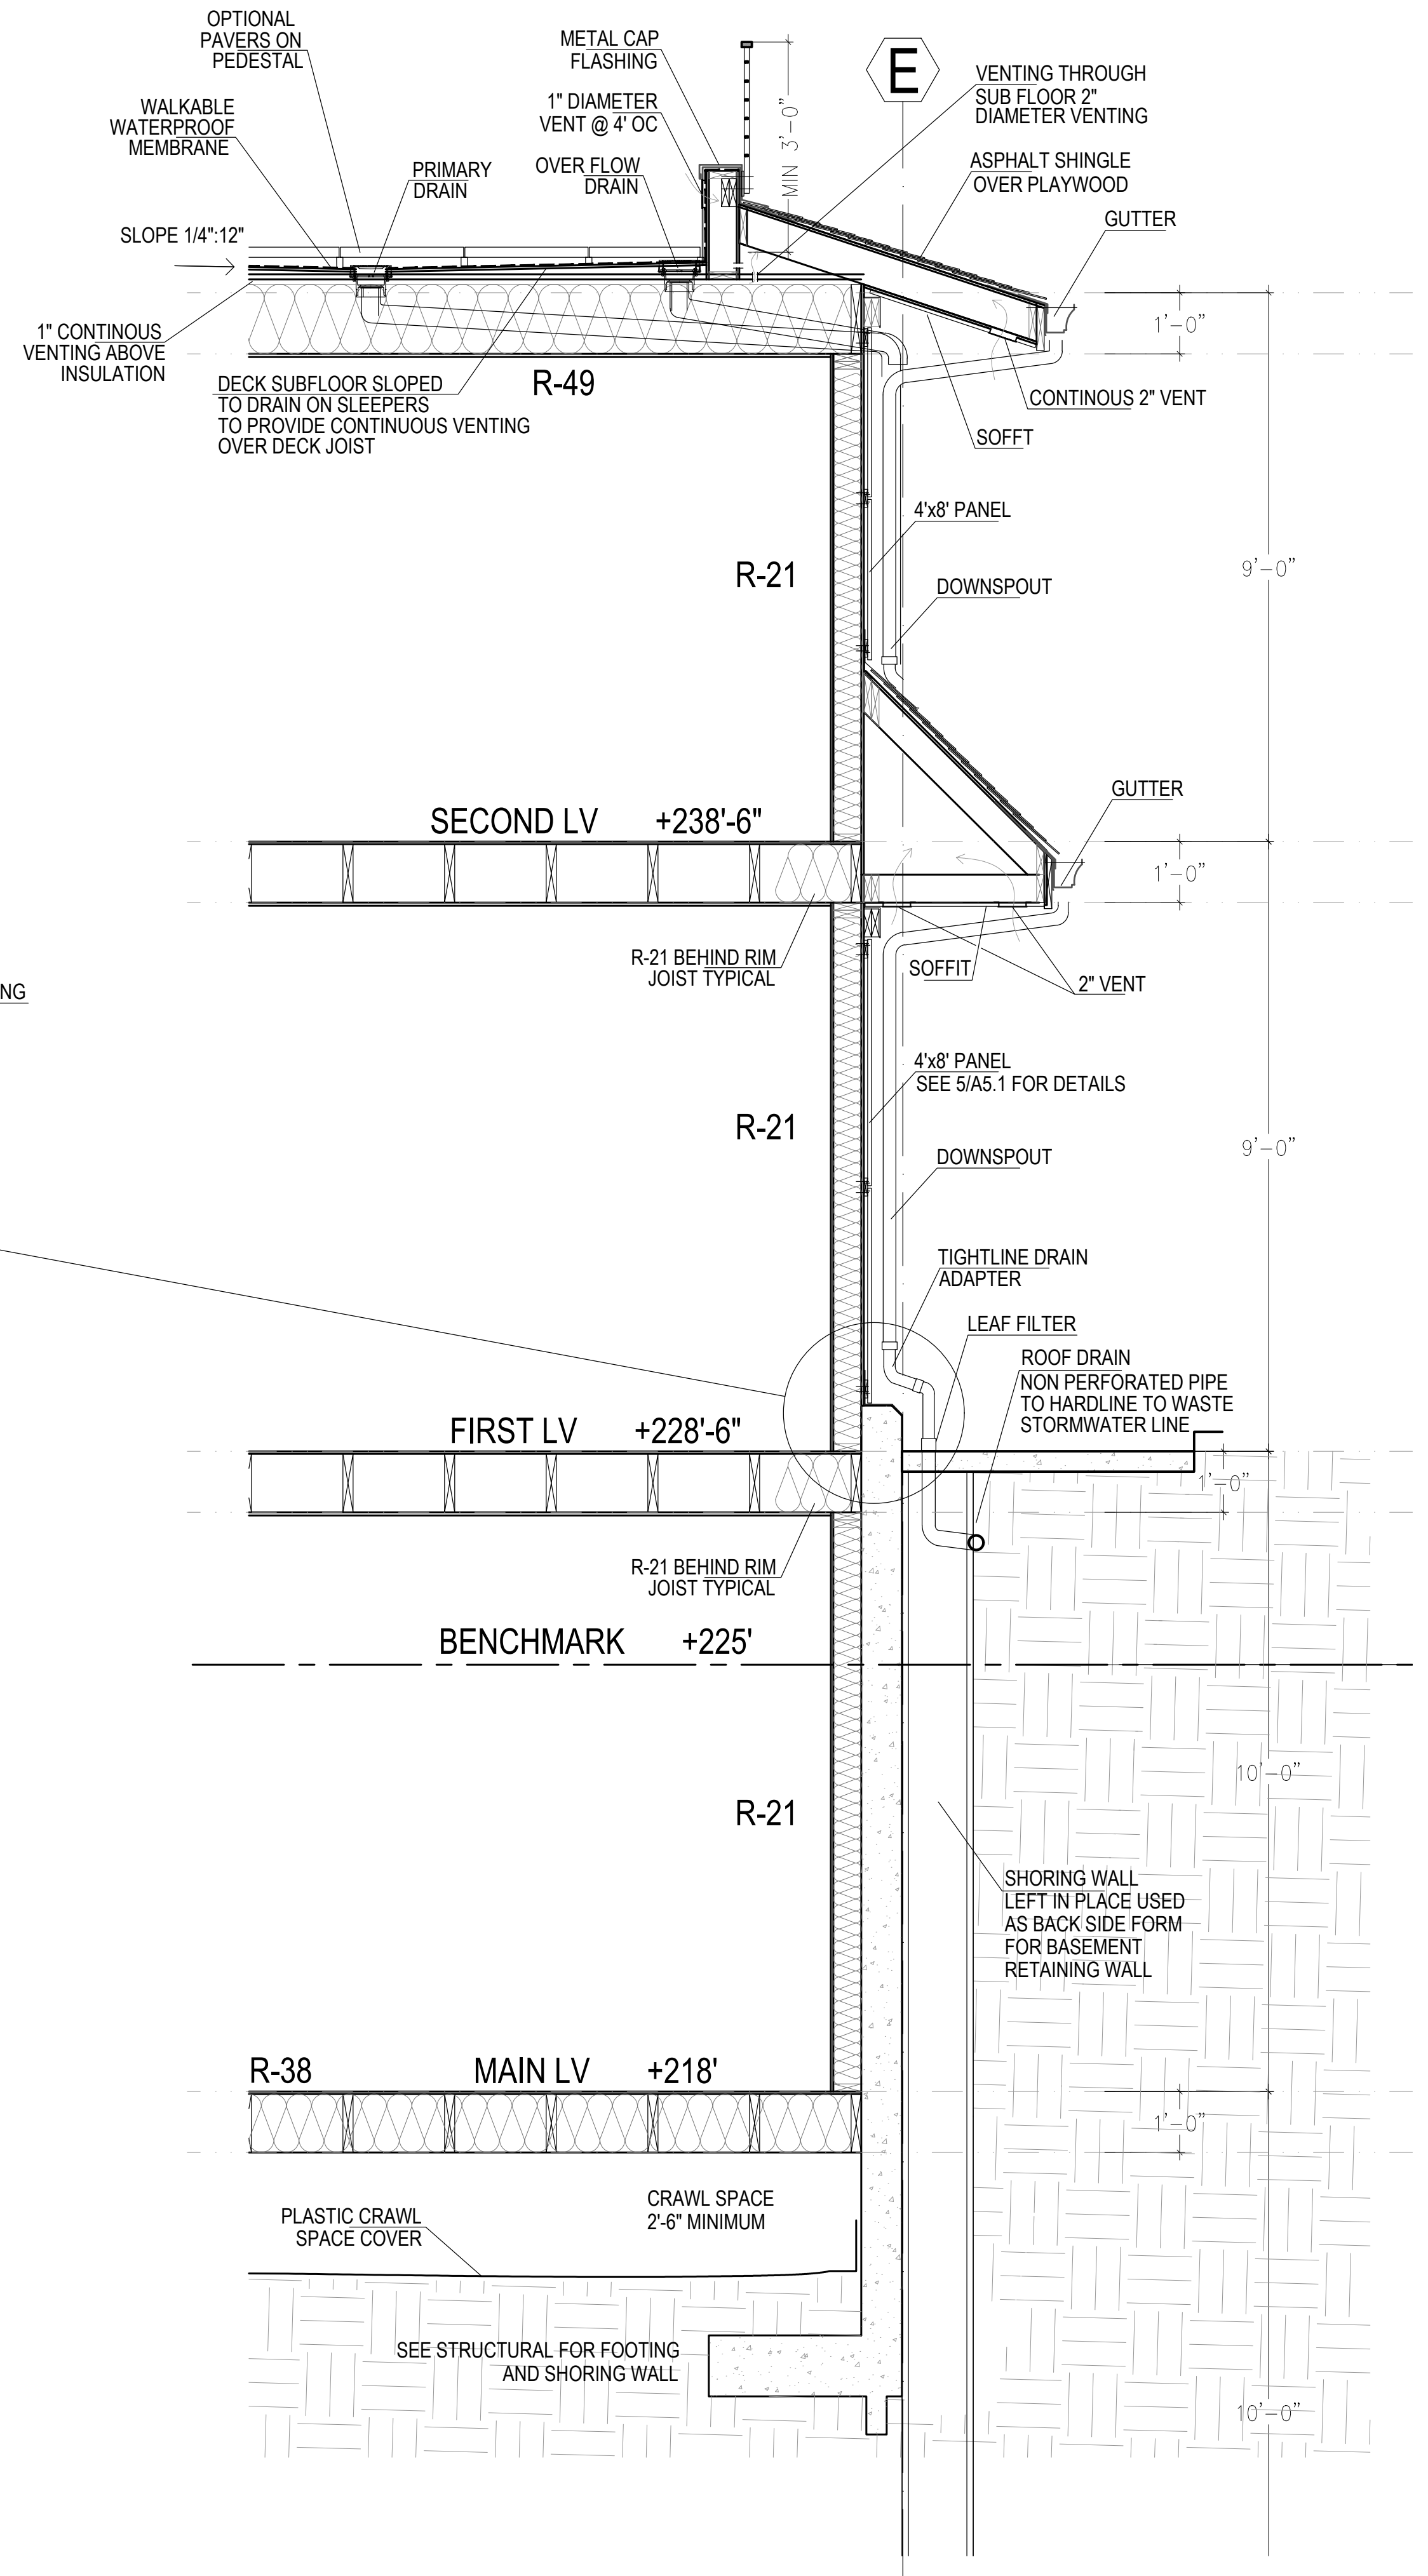 OPTIONAL
PAVERS ON
PEDESTAL
METAL CAP
FLASHING
E
VENTING THROUGH
SUB FLOOR 2"
DIAMETER VENTING
WALKABLE
WATERPROOF
MEMBRANE
1" DIAMETER
VENT @ 4' OC
MIN 3'-0"
PRIMARY
DRAIN
OVER FLOW
DRAIN
ASPHALT SHINGLE
OVER PLAYWOOD
GUTTER
SLOPE 1/4":12"
1" CONTINOUS
VENTING ABOVE
INSULATION
1'-0"
DECK SUBFLOOR SLOPED
TO DRAIN ON SLEEPERS
TO PROVIDE CONTINUOUS VENTING
OVER DECK JOIST
R-49
CONTINOUS 2" VENT
SOFFT
4'x8' PANEL
R-21
9'-0"
DOWNSPOUT
GUTTER
SECOND LV +238'-6"
1'-0"
R-21 BEHIND RIM
JOIST TYPICAL
SOFFIT
2" VENT
NG
4'x8' PANEL
SEE 5/A5.1 FOR DETAILS
R-21
9'-0"
DOWNSPOUT
TIGHTLINE DRAIN
ADAPTER
LEAF FILTER
ROOF DRAIN
NON PERFORATED PIPE
TO HARDLINE TO WASTE
STORMWATER LINE
FIRST LV +228'-6"
1'-0"
R-21 BEHIND RIM
JOIST TYPICAL
BENCHMARK +225'
10'-0"
R-21
SHORING WALL
LEFT IN PLACE USED
AS BACK SIDE FORM
FOR BASEMENT
RETAINING WALL
R-38 MAIN LV +218'
1'-0"
CRAWL SPACE
2'-6" MINIMUM
PLASTIC CRAWL
SPACE COVER
SEE STRUCTURAL FOR FOOTING
AND SHORING WALL
10'-0"